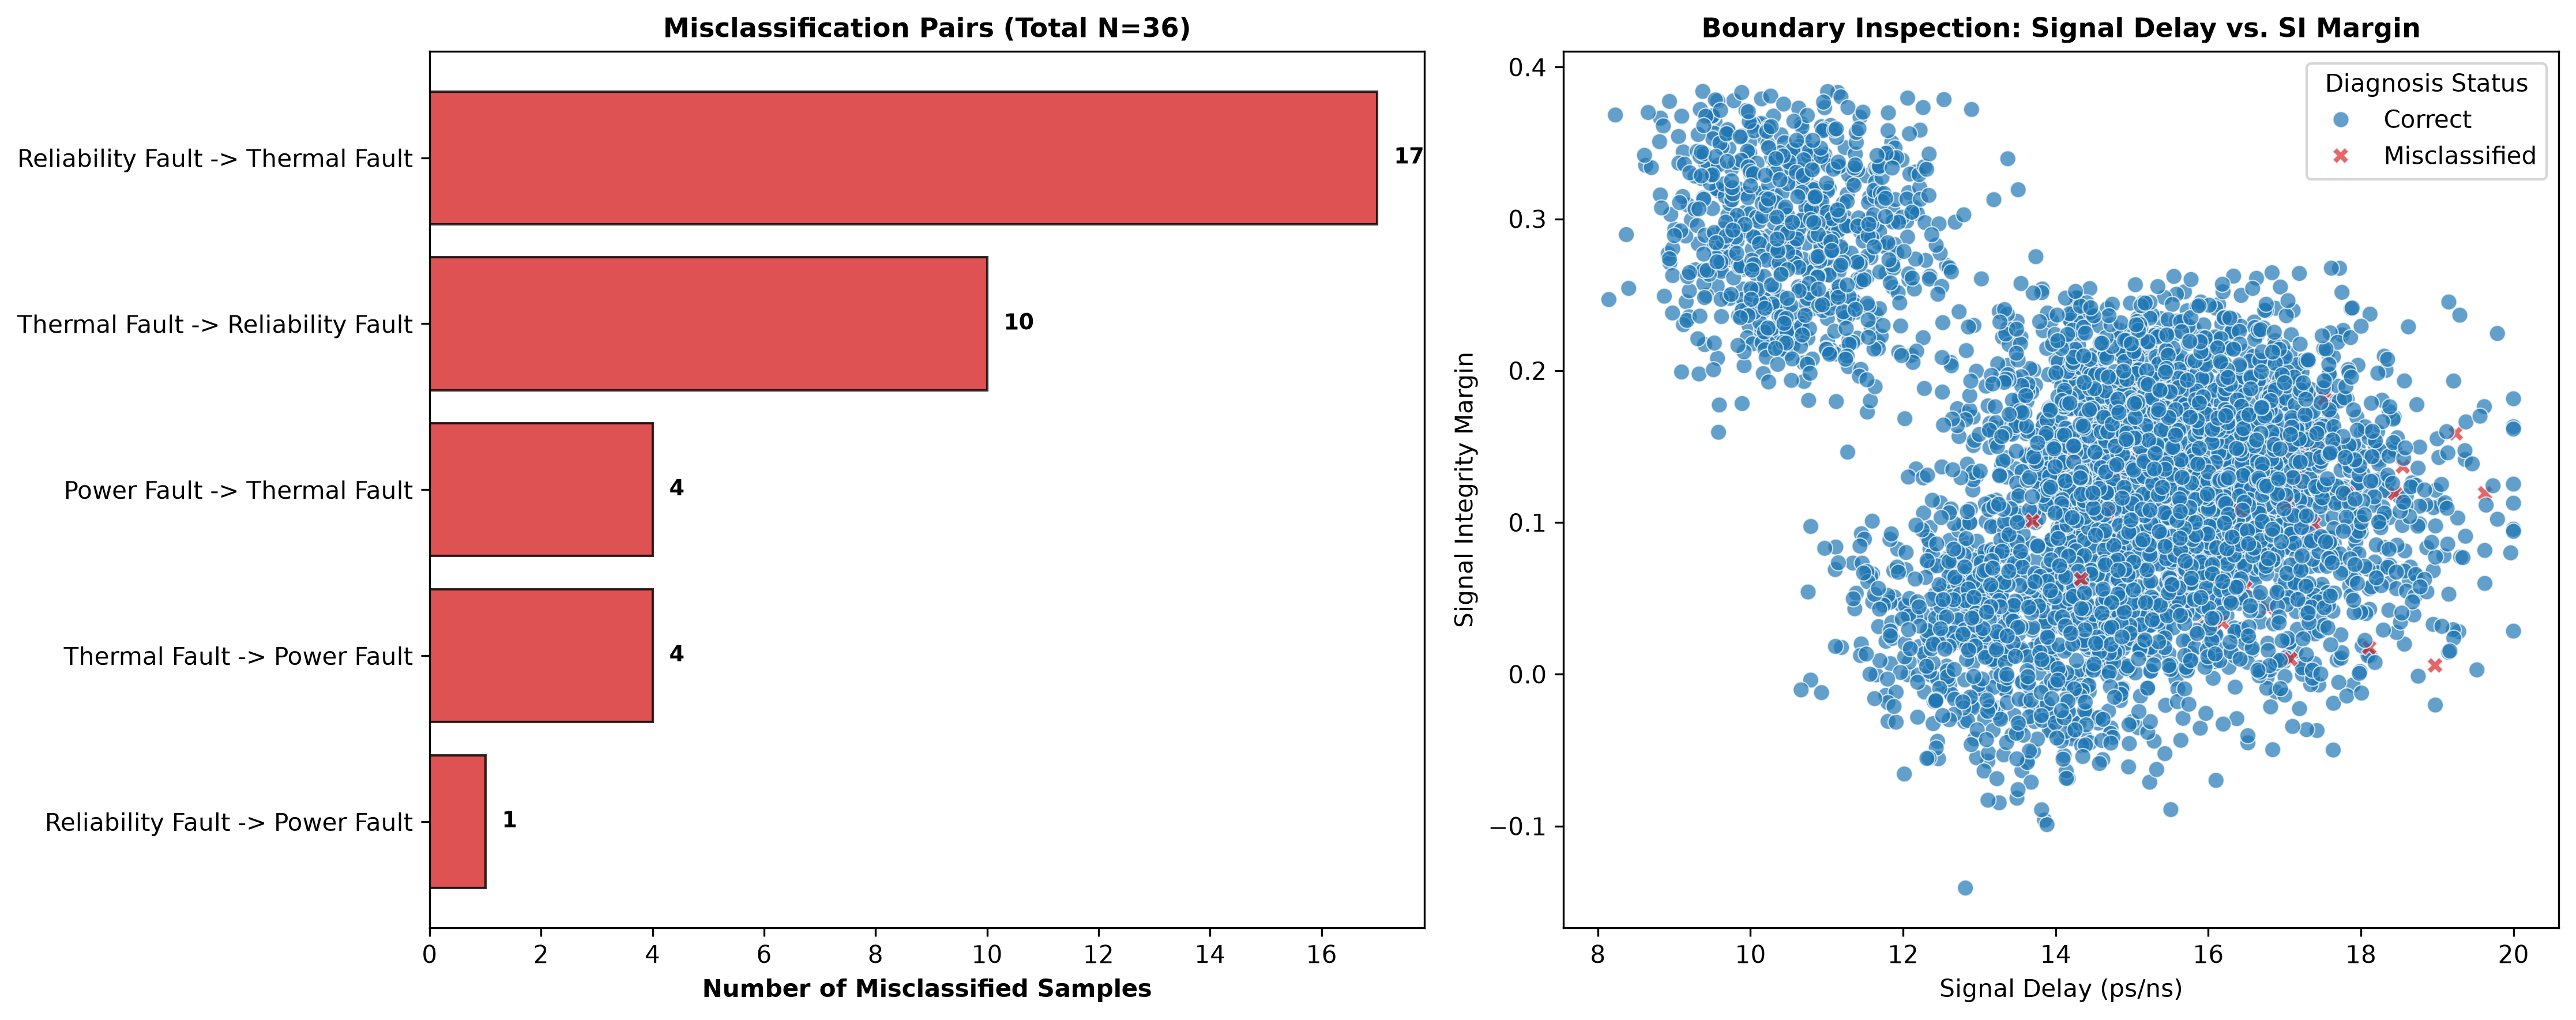 Misclassification Pairs (Total N=36)
Reliability Fault -> Thermal Fault
17
Thermal Fault -> Reliability Fault
10
Power Fault -> Thermal Fault
4
Thermal Fault -> Power Fault
4
Reliability Fault -> Power Fault
1
0 2 4 6 8 10 12 14 16
Number of Misclassified Samples
Boundary Inspection: Signal Delay vs. SI Margin
Diagnosis Status
Correct
Misclassified
Signal Integrity Margin
0.4
0.3
0.2
0.1
0.0
−0.1
8 10 12 14 16 18 20
Signal Delay (ps/ns)